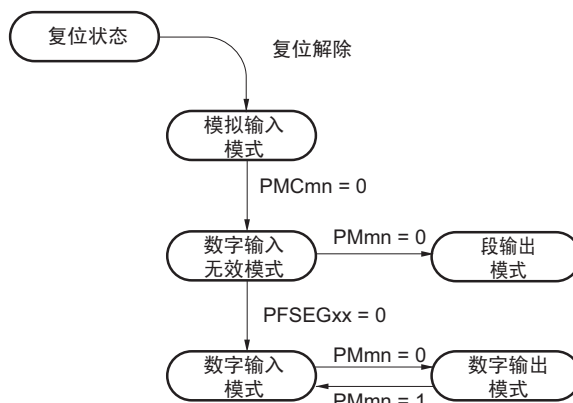 复位状态
复位解除
模拟输入
模式
PMCmn = 0
数字输入
无效模式
PMmn = 0
段输出
模式
PFSEGxx = 0
数字输入
模式
PMmn = 0
数字输出
模式
PMmn = 1